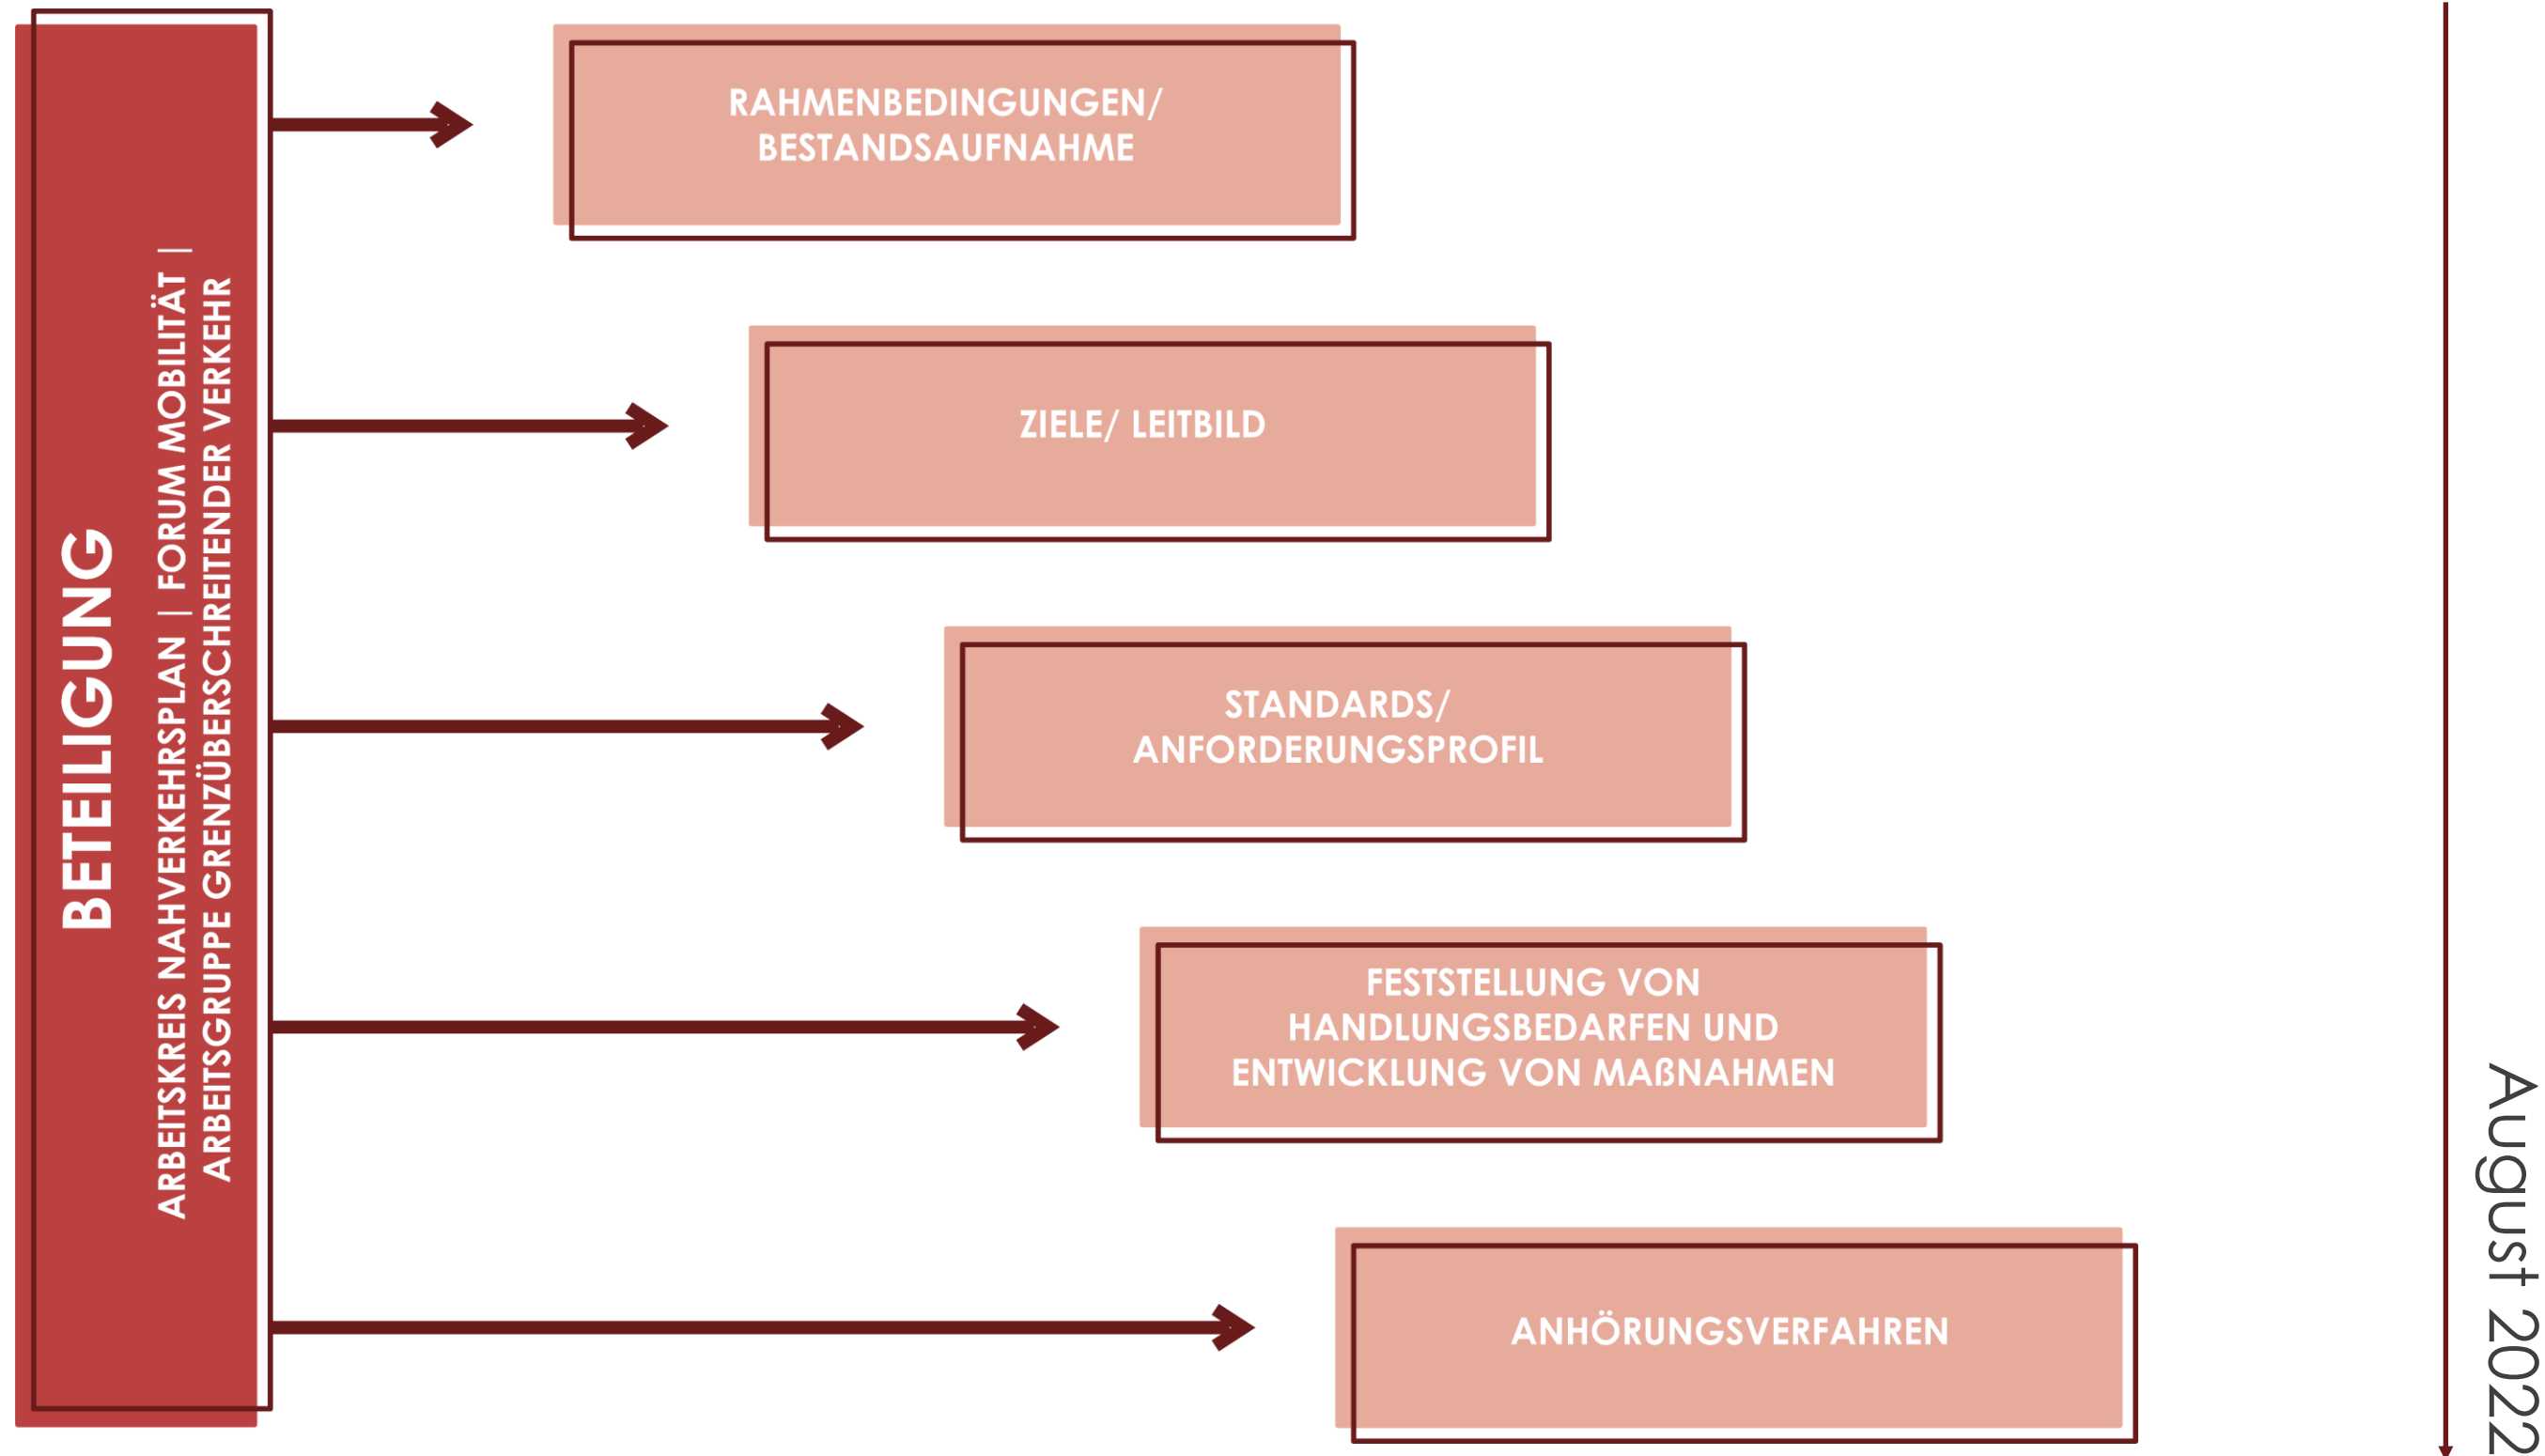 BETEILIGUNG
ARBEITSKREIS NAHVERKEHRSPLAN | FORUM MOBILITÄT |
ARBEITSGRUPPE GRENZÜBERSCHREITENDER VERKEHR
RAHMENBEDINGUNGEN/
BESTANDSAUFNAHME
ZIELE/ LEITBILD
STANDARDS/
ANFORDERUNGSPROFIL
FESTSTELLUNG VON
HANDLUNGSBEDARFEN UND
ENTWICKLUNG VON MAßNAHMEN
ANHÖRUNGSVERFAHREN
August 2022